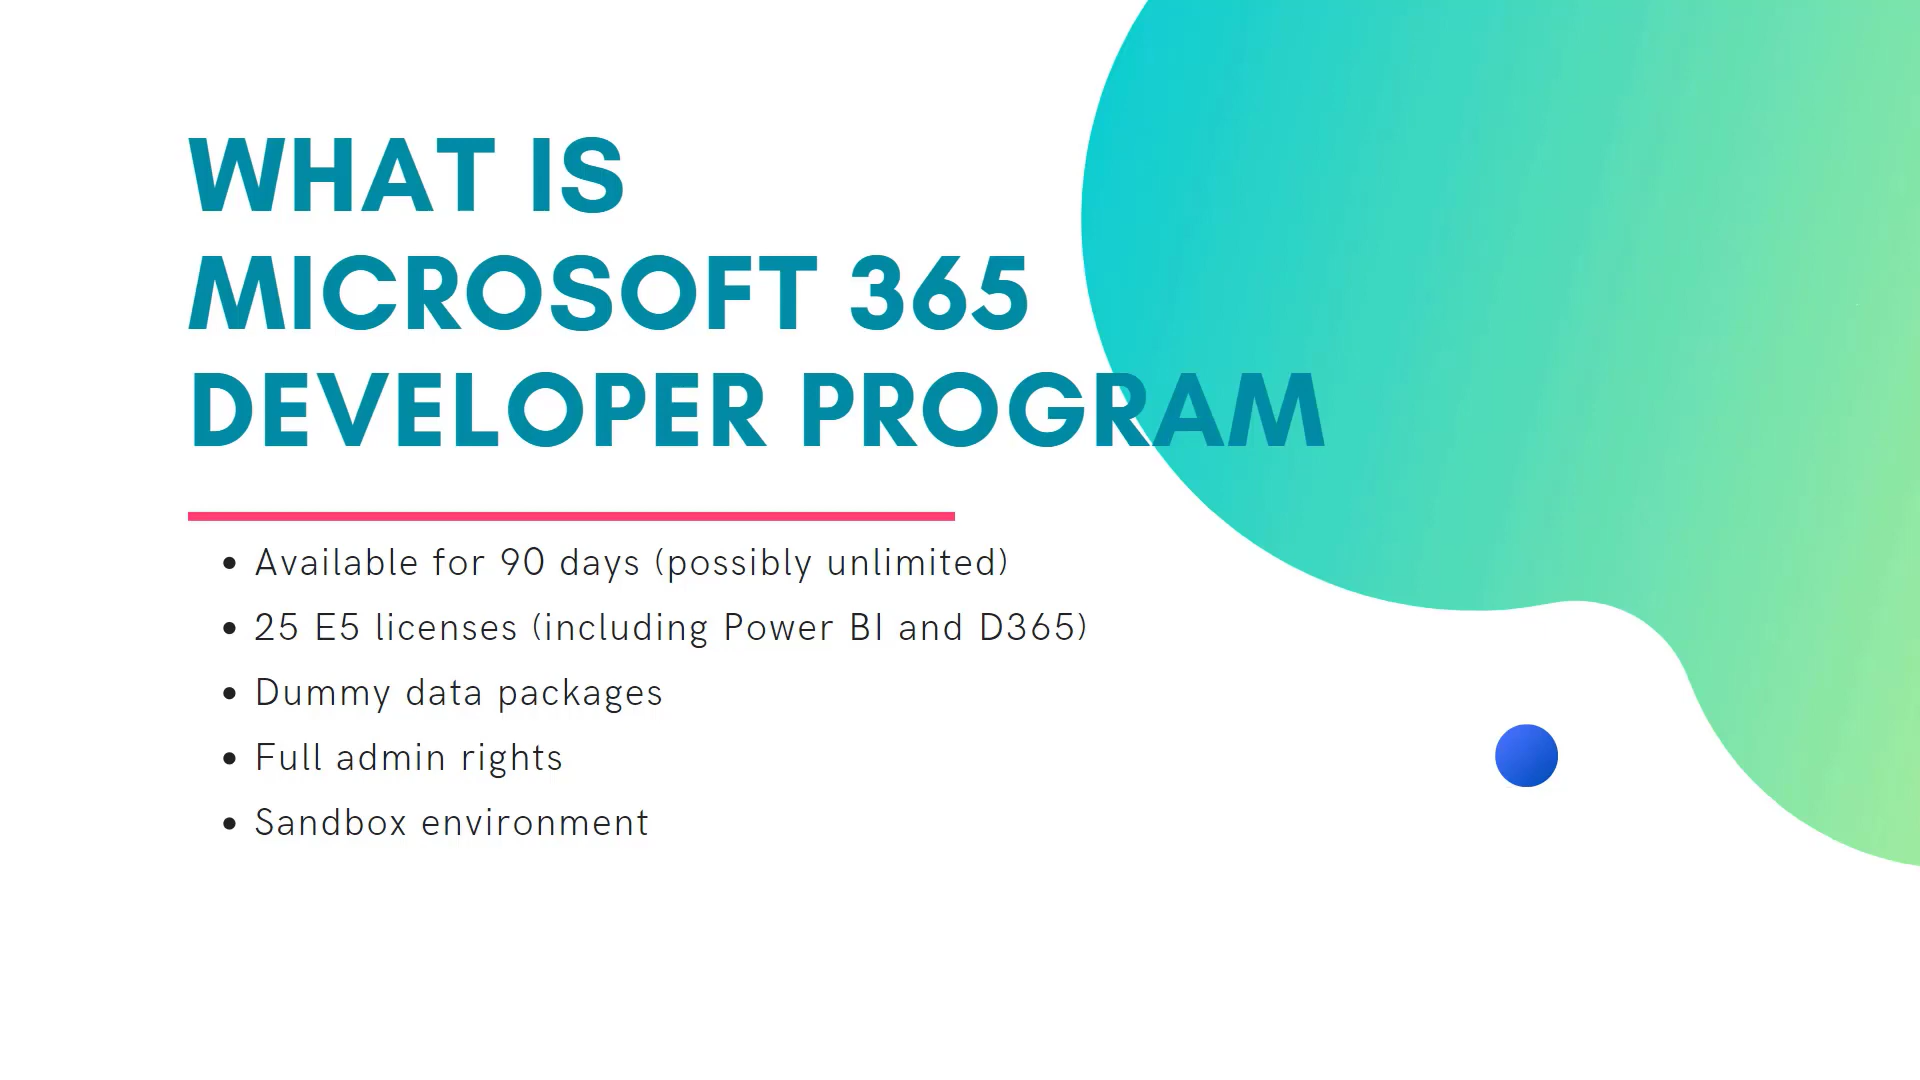 WHAT IS
MICROSOFT 365
DEVELOPER PROGRAM
• Available for 90 days (possibly unlimited)
• 25 E5 licenses (including Power BI and D365)
• Dummy data packages
• Full admin rights
• Sandbox environment